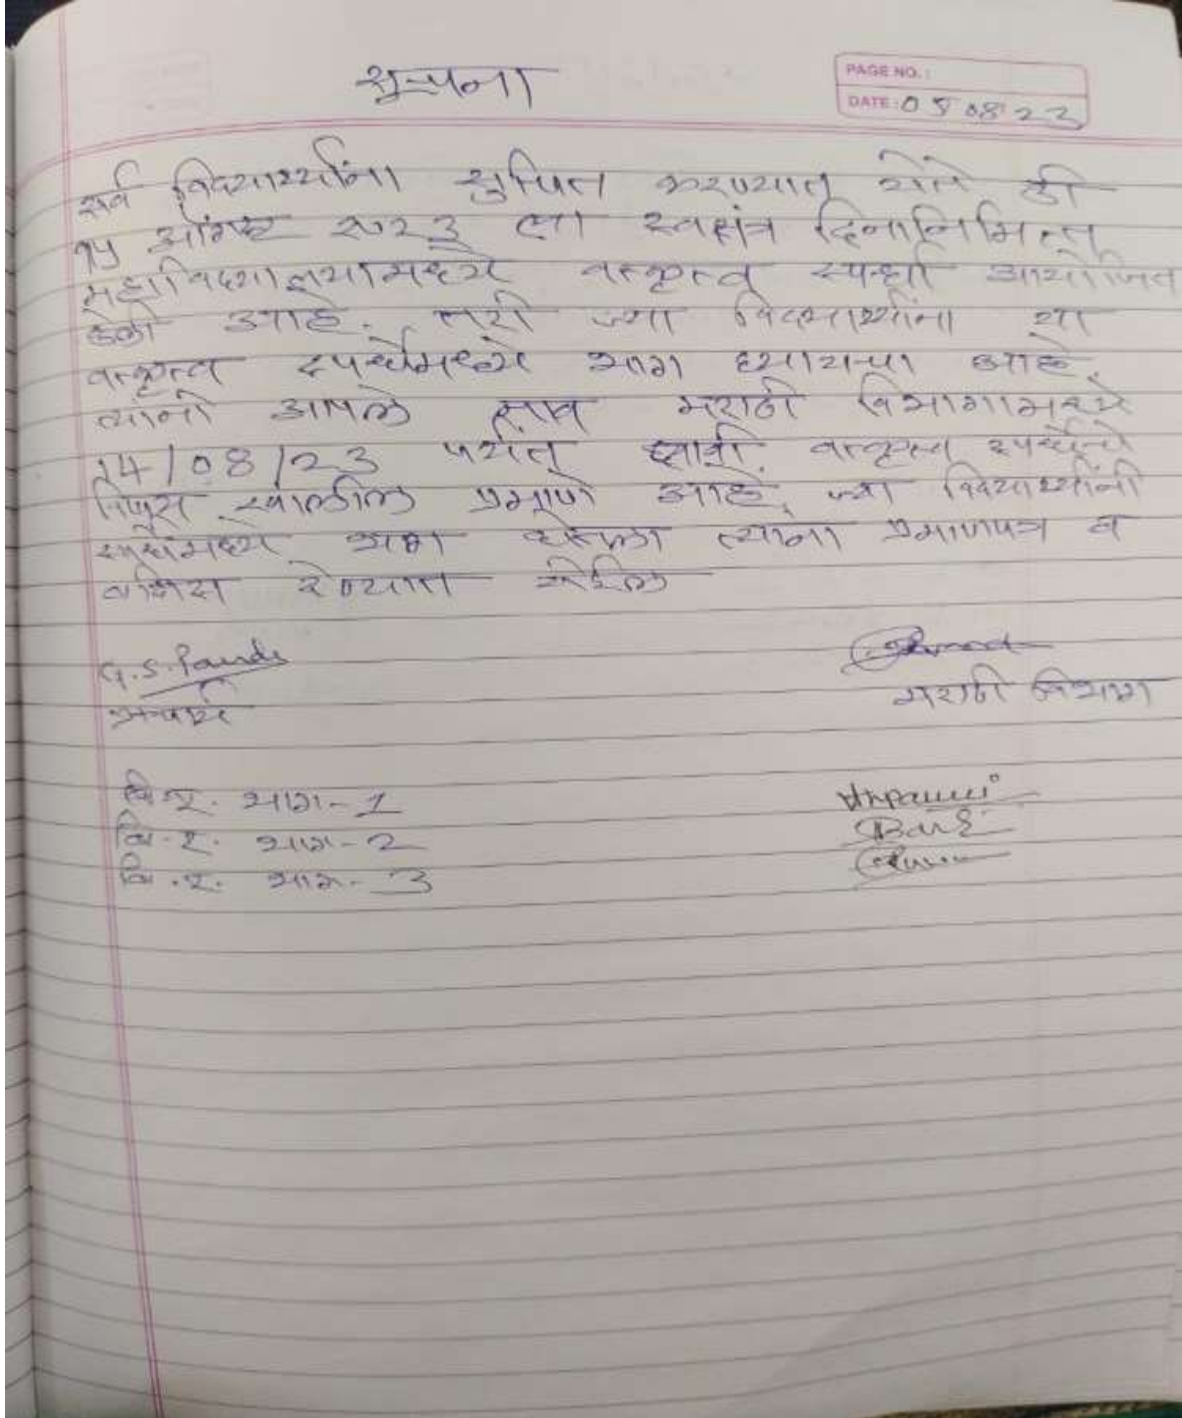 सुचना
PAGE NO.:
DATE: 05 08 23
सर्व विद्यार्थ्यांना सुचित करण्यात येते की
१५ ऑगस्ट २०२३ ला स्वतंत्र दिनानिमित्त
महाविद्यालयामध्ये वक्तृत्व स्पर्धा आयोजित
केली आहे. तरी ज्या विद्यार्थ्यांना या
वक्तृत्व स्पर्धेमध्ये भाग घ्यायचा आहे.
त्यांनी आपले नाव मराठी विभागामध्ये
14/08/23 पर्यंत द्यावी. वक्तृत्व स्पर्धेचे
विषय खालील प्रमाणे आहे, ज्या विद्यार्थ्यांनी
स्पर्धेमध्ये भाग घेतला त्यांना प्रमाणपत्र व
बक्षिस देण्यात येईल
G.S.
प्राचार्य
मराठी विभाग
बि.ए. भाग-1
बि.ए. भाग-2
बि.ए. भाग-3